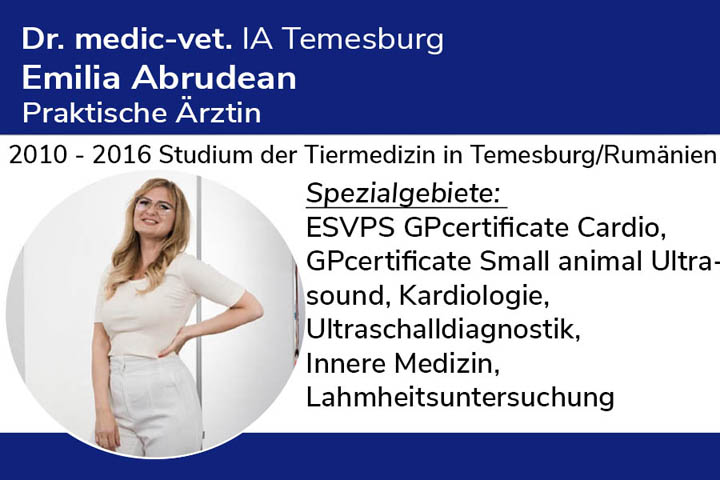 Dr. medic-vet. IA Temesburg
Emilia Abrudean
Praktische Ärztin
2010 - 2016 Studium der Tiermedizin in Temesburg/Rumänien
Spezialgebiete:
ESVPS GPcertificate Cardio,
GPcertificate Small animal Ultra-
sound, Kardiologie,
Ultraschalldiagnostik,
Innere Medizin,
Lahmheitsuntersuchung